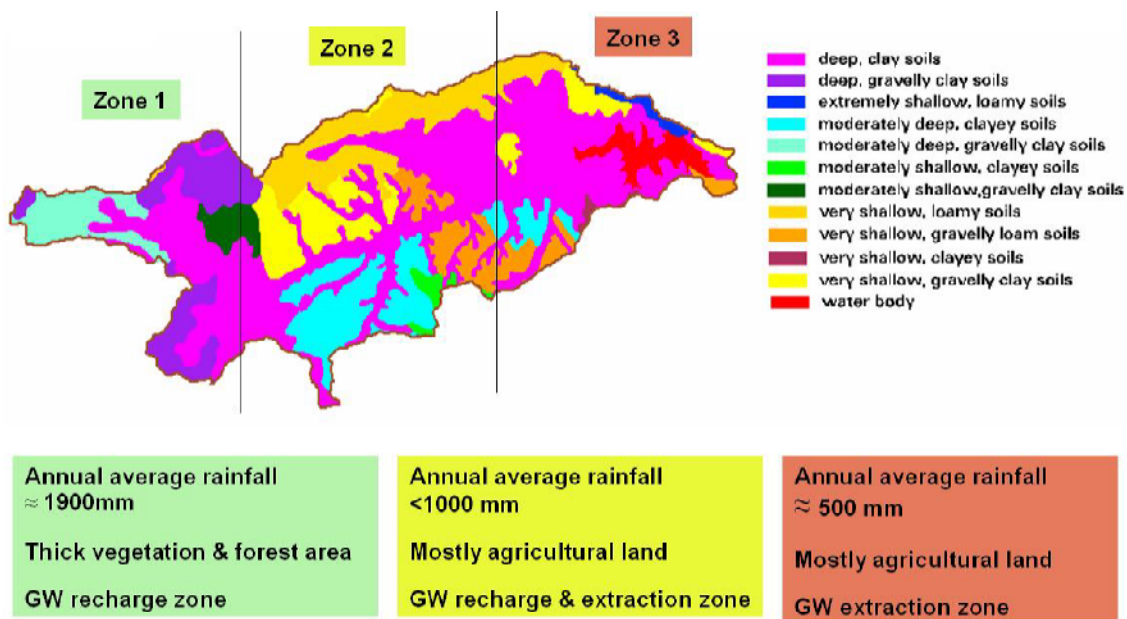 Zone 1
Zone 2
Zone 3
deep, clay soils
deep, gravelly clay soils
extremely shallow, loamy soils
moderately deep, clayey soils
moderately deep, gravelly clay soils
moderately shallow, clayey soils
moderately shallow,gravelly clay soils
very shallow, loamy soils
very shallow, gravelly loam soils
very shallow, clayey soils
very shallow, gravelly clay soils
water body
Annual average rainfall
≈ 1900mm
Thick vegetation & forest area
GW recharge zone
Annual average rainfall
<1000 mm
Mostly agricultural land
GW recharge & extraction zone
Annual average rainfall
≈ 500 mm
Mostly agricultural land
GW extraction zone